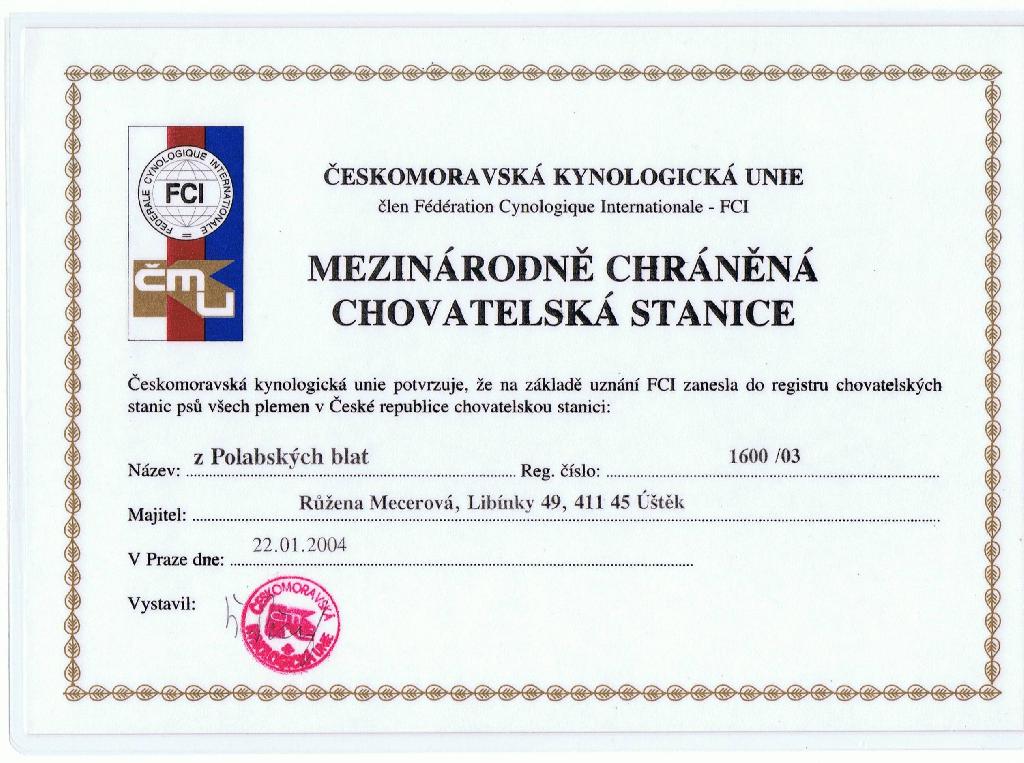 FEDERALE CYNOLOGIQUE INTERNATIONALE
FCI
čmu
ČESKOMORAVSKÁ KYNOLOGICKÁ UNIE
člen Fédération Cynologique Internationale - FCI
MEZINÁRODNĚ CHRÁNĚNÁ
CHOVATELSKÁ STANICE
Českomoravská kynologická unie potvrzuje, že na základě uznání FCI zanesla do registru chovatelských
stanic psů všech plemen v České republice chovatelskou stanici:
Název: z Polabských blat Reg. číslo: 1600 /03
Majitel: Růžena Mecerová, Libínky 49, 411 45 Úštěk
V Praze dne: 22.01.2004
Vystavil:
ČESKOMORAVSKÁ
čmu
KYNOLOGICKÁ UNIE